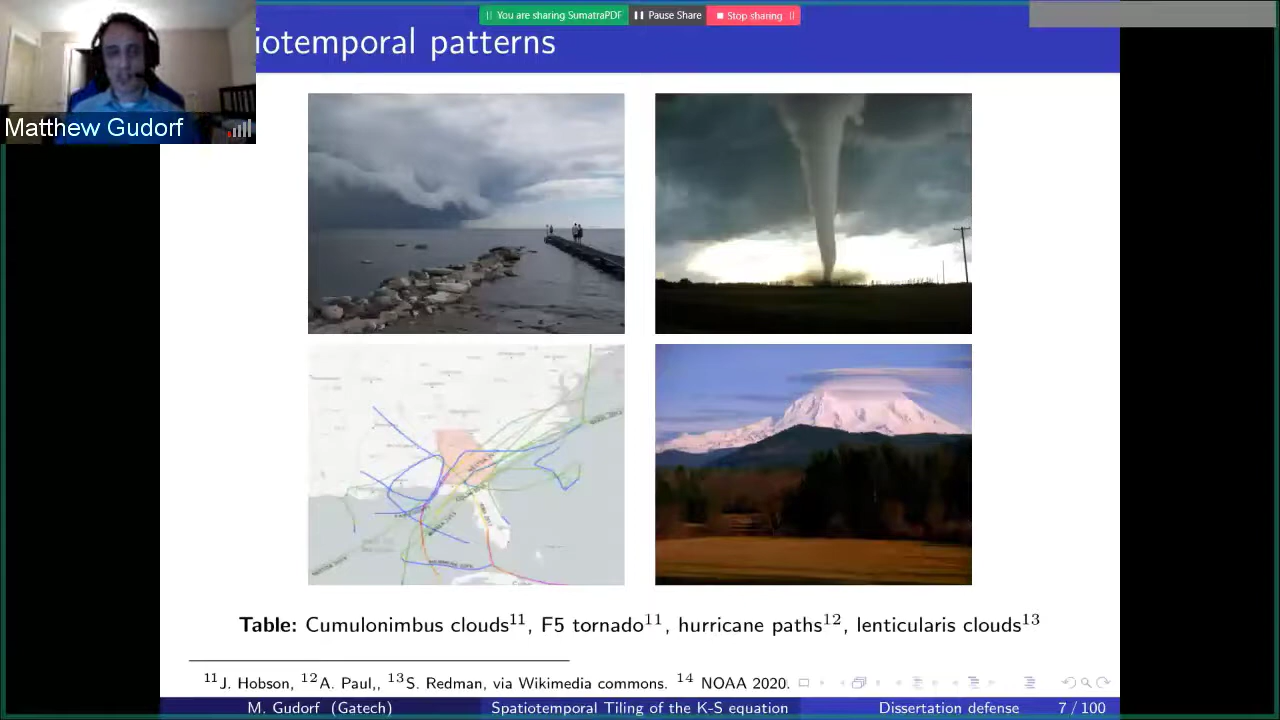 You are sharing SumatraPDF Pause Share Stop sharing
iotemporal patterns
Matthew Gudorf
Table: Cumulonimbus clouds11, F5 tornado11, hurricane paths12, lenticularis clouds13
11J. Hobson, 12A. Paul,, 13S. Redman, via Wikimedia commons. 14 NOAA 2020.
M. Gudorf (Gatech) Spatiotemporal Tiling of the K-S equation Dissertation defense 7 / 100